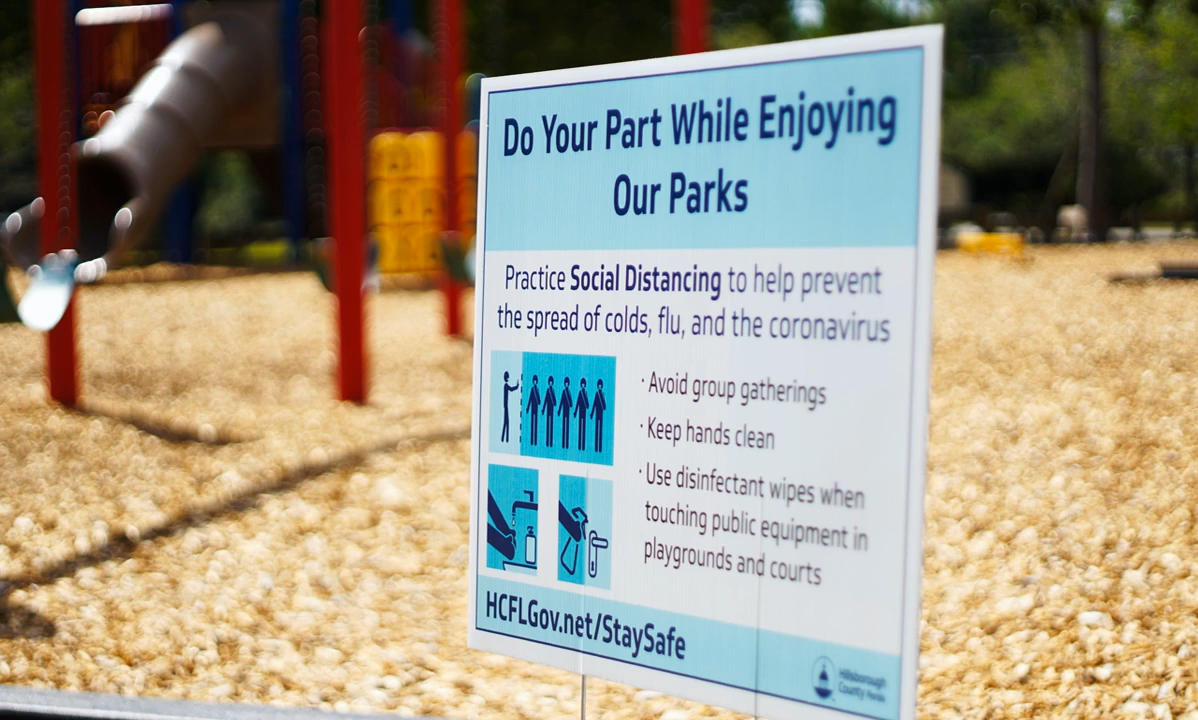 Do Your Part While Enjoying
Our Parks
Practice Social Distancing to help prevent
the spread of colds, flu, and the coronavirus
· Avoid group gatherings
· Keep hands clean
· Use disinfectant wipes when
touching public equipment in
playgrounds and courts
HCFLGov.net/StaySafe
Hillsborough
County Florida